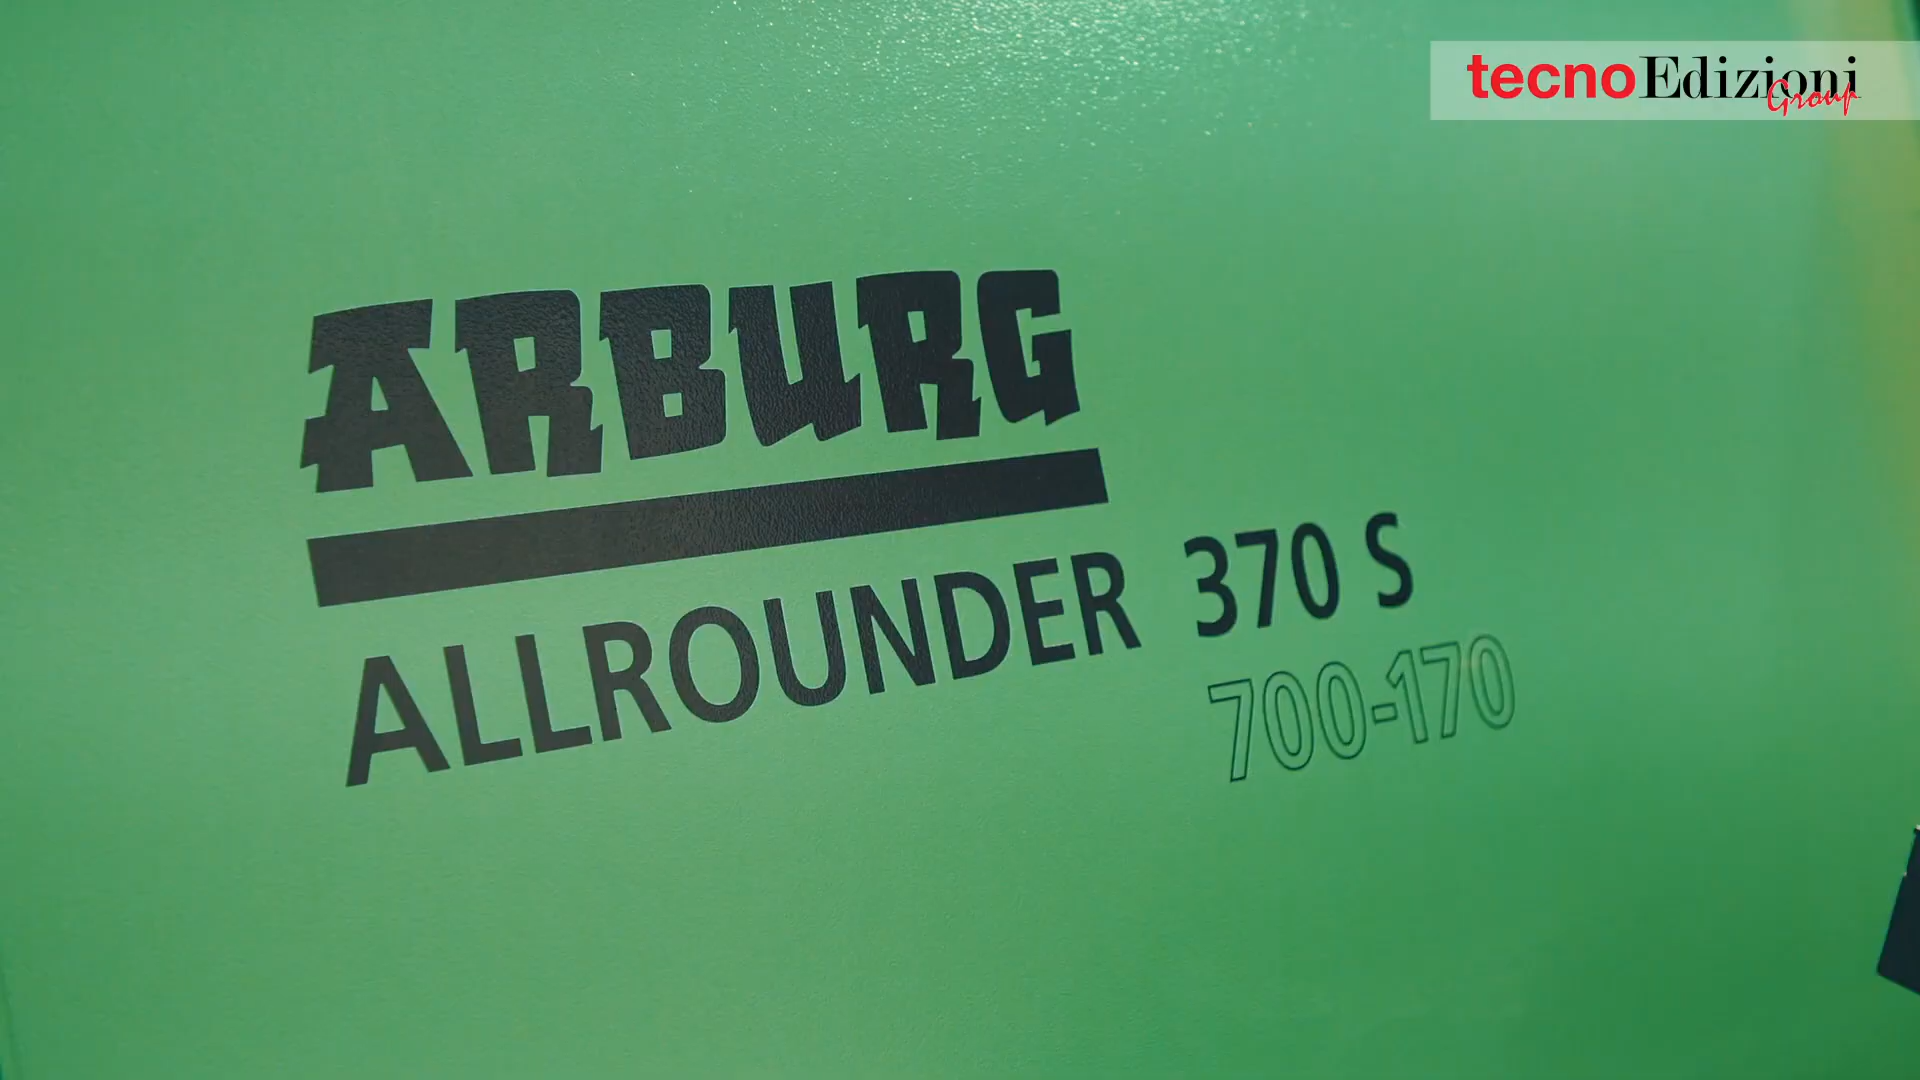 tecnoEdizioni
Group
ARBURG
ALLROUNDER 370 S
700-170